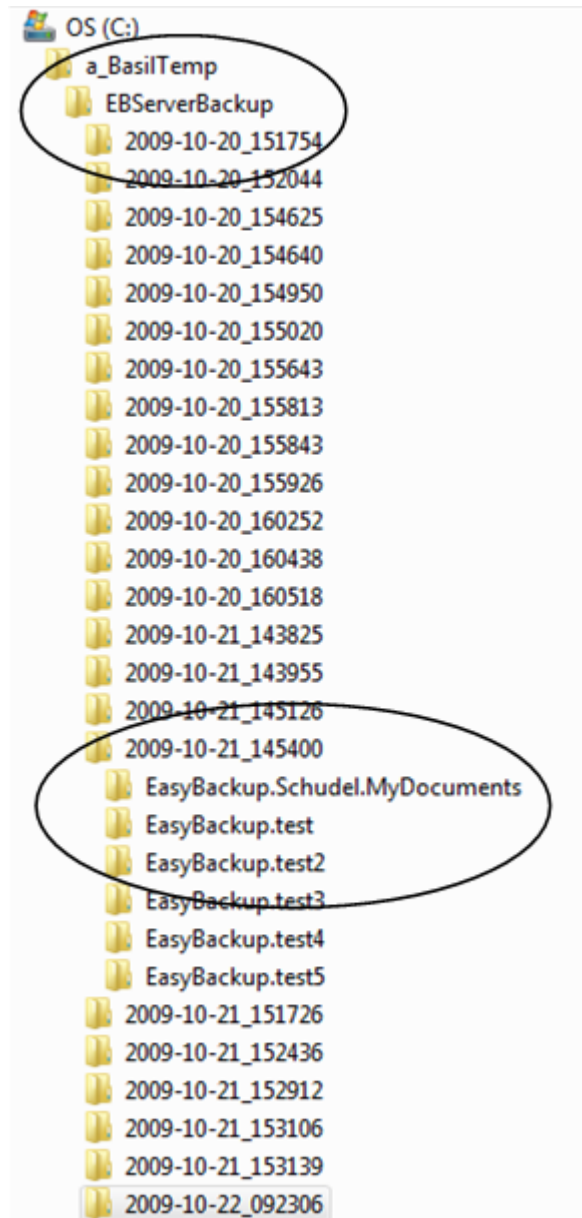 OS (C:)
a_BasilTemp
EBServerBackup
2009-10-20_151754
2009-10-20_152044
2009-10-20_154625
2009-10-20_154640
2009-10-20_154950
2009-10-20_155020
2009-10-20_155643
2009-10-20_155813
2009-10-20_155843
2009-10-20_155926
2009-10-20_160252
2009-10-20_160438
2009-10-20_160518
2009-10-21_143825
2009-10-21_143955
2009-10-21_145126
2009-10-21_145400
EasyBackup.Schudel.MyDocuments
EasyBackup.test
EasyBackup.test2
EasyBackup.test3
EasyBackup.test4
EasyBackup.test5
2009-10-21_151726
2009-10-21_152436
2009-10-21_152912
2009-10-21_153106
2009-10-21_153139
2009-10-22_092306